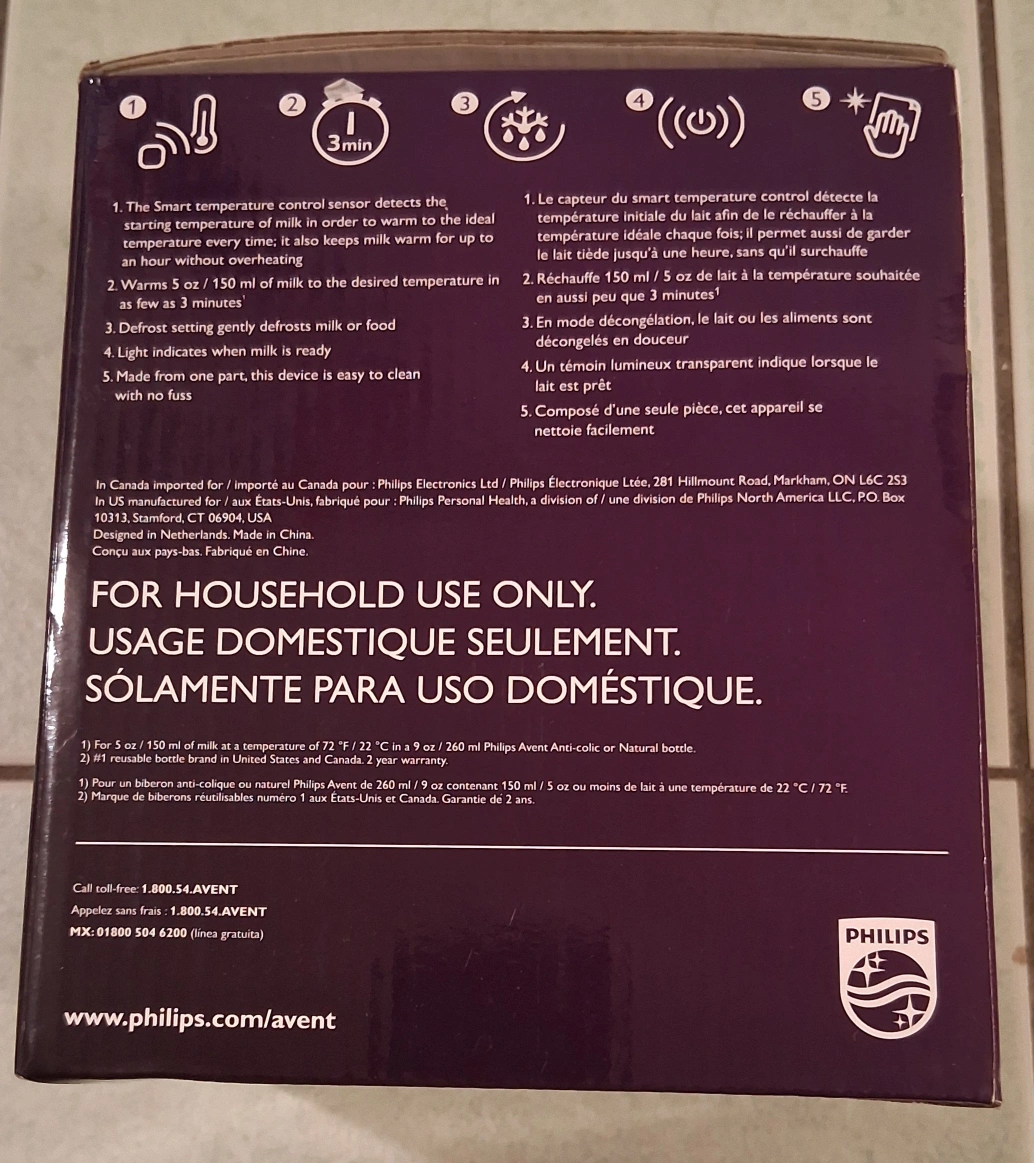 1
2
3min
3
4
5
1. The Smart temperature control sensor detects the
starting temperature of milk in order to warm to the ideal
temperature every time; it also keeps milk warm for up to
an hour without overheating
2. Warms 5 oz / 150 ml of milk to the desired temperature in
as few as 3 minutes¹
3. Defrost setting gently defrosts milk or food
4. Light indicates when milk is ready
5. Made from one part, this device is easy to clean
with no fuss
1. Le capteur du smart temperature control détecte la
température initiale du lait afin de le réchauffer à la
température idéale chaque fois; il permet aussi de garder
le lait tiède jusqu'à une heure, sans qu'il surchauffe
2. Réchauffe 150 ml / 5 oz de lait à la température souhaitée
en aussi peu que 3 minutes¹
3. En mode décongélation, le lait ou les aliments sont
décongelés en douceur
4. Un témoin lumineux transparent indique lorsque le
lait est prêt
5. Composé d'une seule pièce, cet appareil se
nettoie facilement
In Canada imported for / importé au Canada pour : Philips Electronics Ltd / Philips Électronique Ltée, 281 Hillmount Road, Markham, ON L6C 2S3
In US manufactured for / aux États-Unis, fabriqué pour : Philips Personal Health, a division of / une division de Philips North America LLC, P.O. Box
10313, Stamford, CT 06904, USA
Designed in Netherlands. Made in China.
Conçu aux pays-bas. Fabriqué en Chine.
FOR HOUSEHOLD USE ONLY.
USAGE DOMESTIQUE SEULEMENT.
SÓLAMENTE PARA USO DOMÉSTIQUE.
1) For 5 oz / 150 ml of milk at a temperature of 72 °F / 22 °C in a 9 oz / 260 ml Philips Avent Anti-colic or Natural bottle.
2) #1 reusable bottle brand in United States and Canada. 2 year warranty.
1) Pour un biberon anti-colique ou naturel Philips Avent de 260 ml / 9 oz contenant 150 ml / 5 oz ou moins de lait à une température de 22 °C / 72 °F.
2) Marque de biberons réutilisables numéro 1 aux États-Unis et Canada. Garantie de 2 ans.
Call toll-free: 1.800.54.AVENT
Appelez sans frais : 1.800.54.AVENT
MX: 01800 504 6200 (línea gratuita)
www.philips.com/avent
PHILIPS